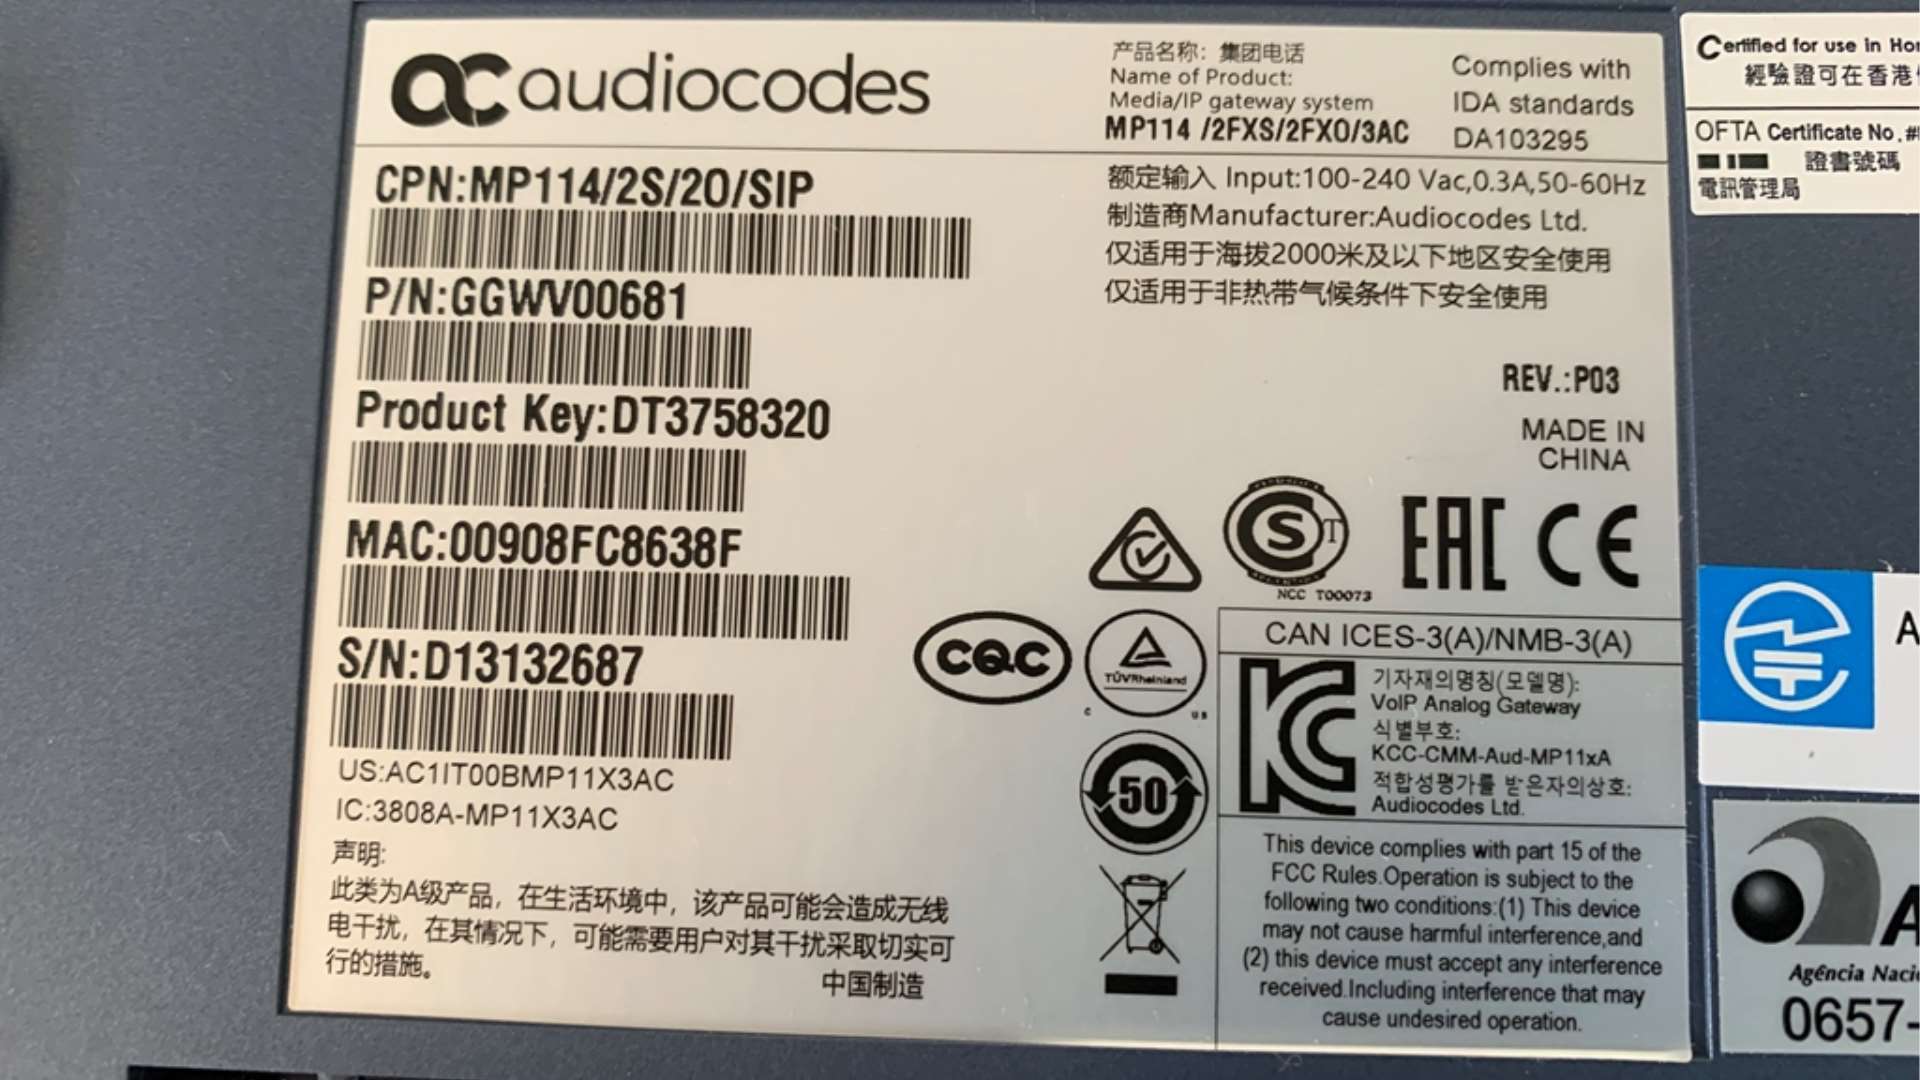 audiocodes
产品名称: 集团电话
Name of Product:
Media/IP gateway system
MP114 /2FXS/2FXO/3AC
Complies with
IDA standards
DA103295
CPN:MP114/2S/2O/SIP
P/N:GGWV00681
Product Key:DT3758320
MAC:00908FC8638F
S/N:D13132687
US:AC1IT00BMP11X3AC
IC:3808A-MP11X3AC
声明:
此类为A级产品，在生活环境中，该产品可能会造成无线
电干扰，在其情况下，可能需要用户对其干扰采取切实可
行的措施。
中国制造
额定输入 Input:100-240 Vac,0.3A,50-60Hz
制造商Manufacturer:Audiocodes Ltd.
仅适用于海拔2000米及以下地区安全使用
仅适用于非热带气候条件下安全使用
REV.:P03
MADE IN
CHINA
S T
NCC T00073
EAC CE
CQC
TÜVRheinland
C US
50
CAN ICES-3(A)/NMB-3(A)
기자재의명칭(모델명):
VoIP Analog Gateway
식별부호:
KCC-CMM-Aud-MP11xA
적합성평가를 받은자의상호:
Audiocodes Ltd.
This device complies with part 15 of the
FCC Rules.Operation is subject to the
following two conditions:(1) This device
may not cause harmful interference,and
(2) this device must accept any interference
received.Including interference that may
cause undesired operation.
Certified for use in Hon
經驗證可在香港
OFTA Certificate No.#
證書號碼
電訊管理局
A
A
Agência Naci
0657-